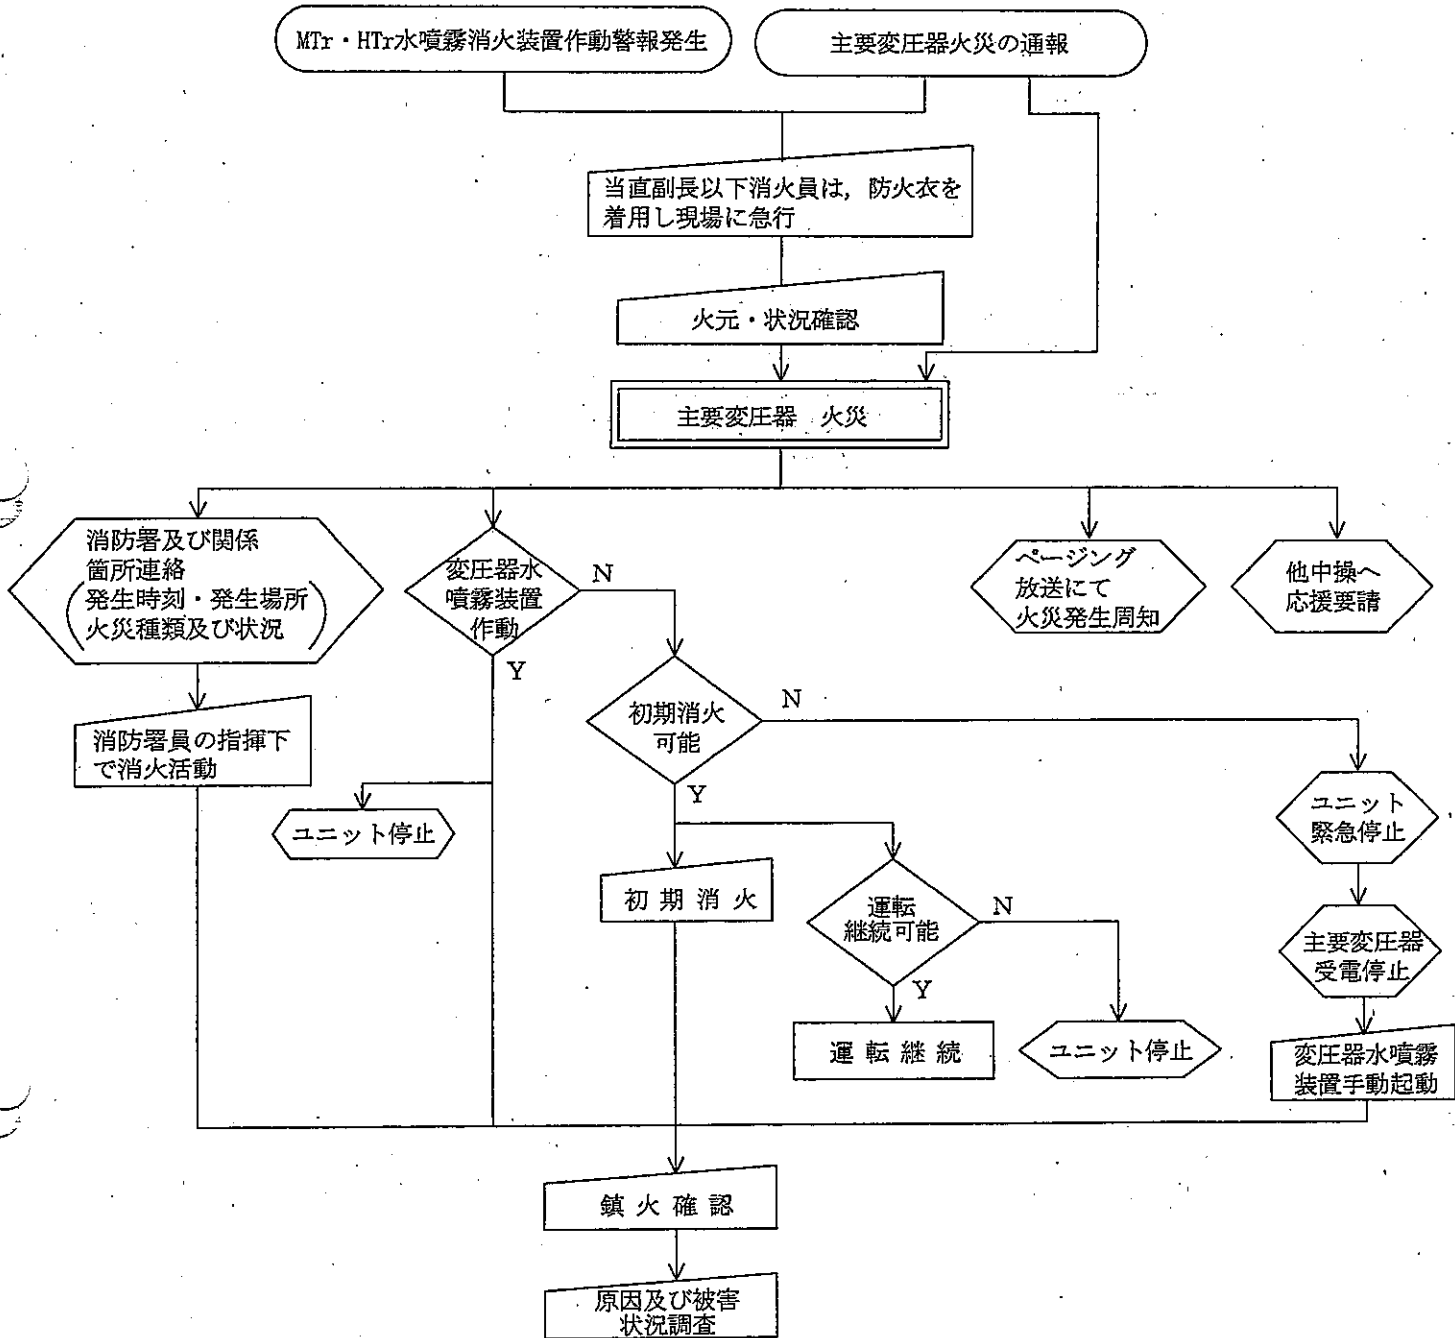 MTr・HTr水噴霧消火装置作動警報発生
主要変圧器火災の通報
当直副長以下消火員は，防火衣を
着用し現場に急行
火元・状況確認
主要変圧器　火災
消防署及び関係
箇所連絡
(発生時刻・発生場所
火災種類及び状況)
変圧器水
噴霧装置
作動
N
Y
ページング
放送にて
火災発生周知
他中操へ
応援要請
消防署員の指揮下
で消火活動
初期消火
可能
N
Y
ユニット停止
ユニット
緊急停止
初 期 消 火
運転
継続可能
N
Y
主要変圧器
受電停止
運 転 継 続
ユニット停止
変圧器水噴霧
装置手動起動
鎮 火 確 認
原因及び被害
状況調査